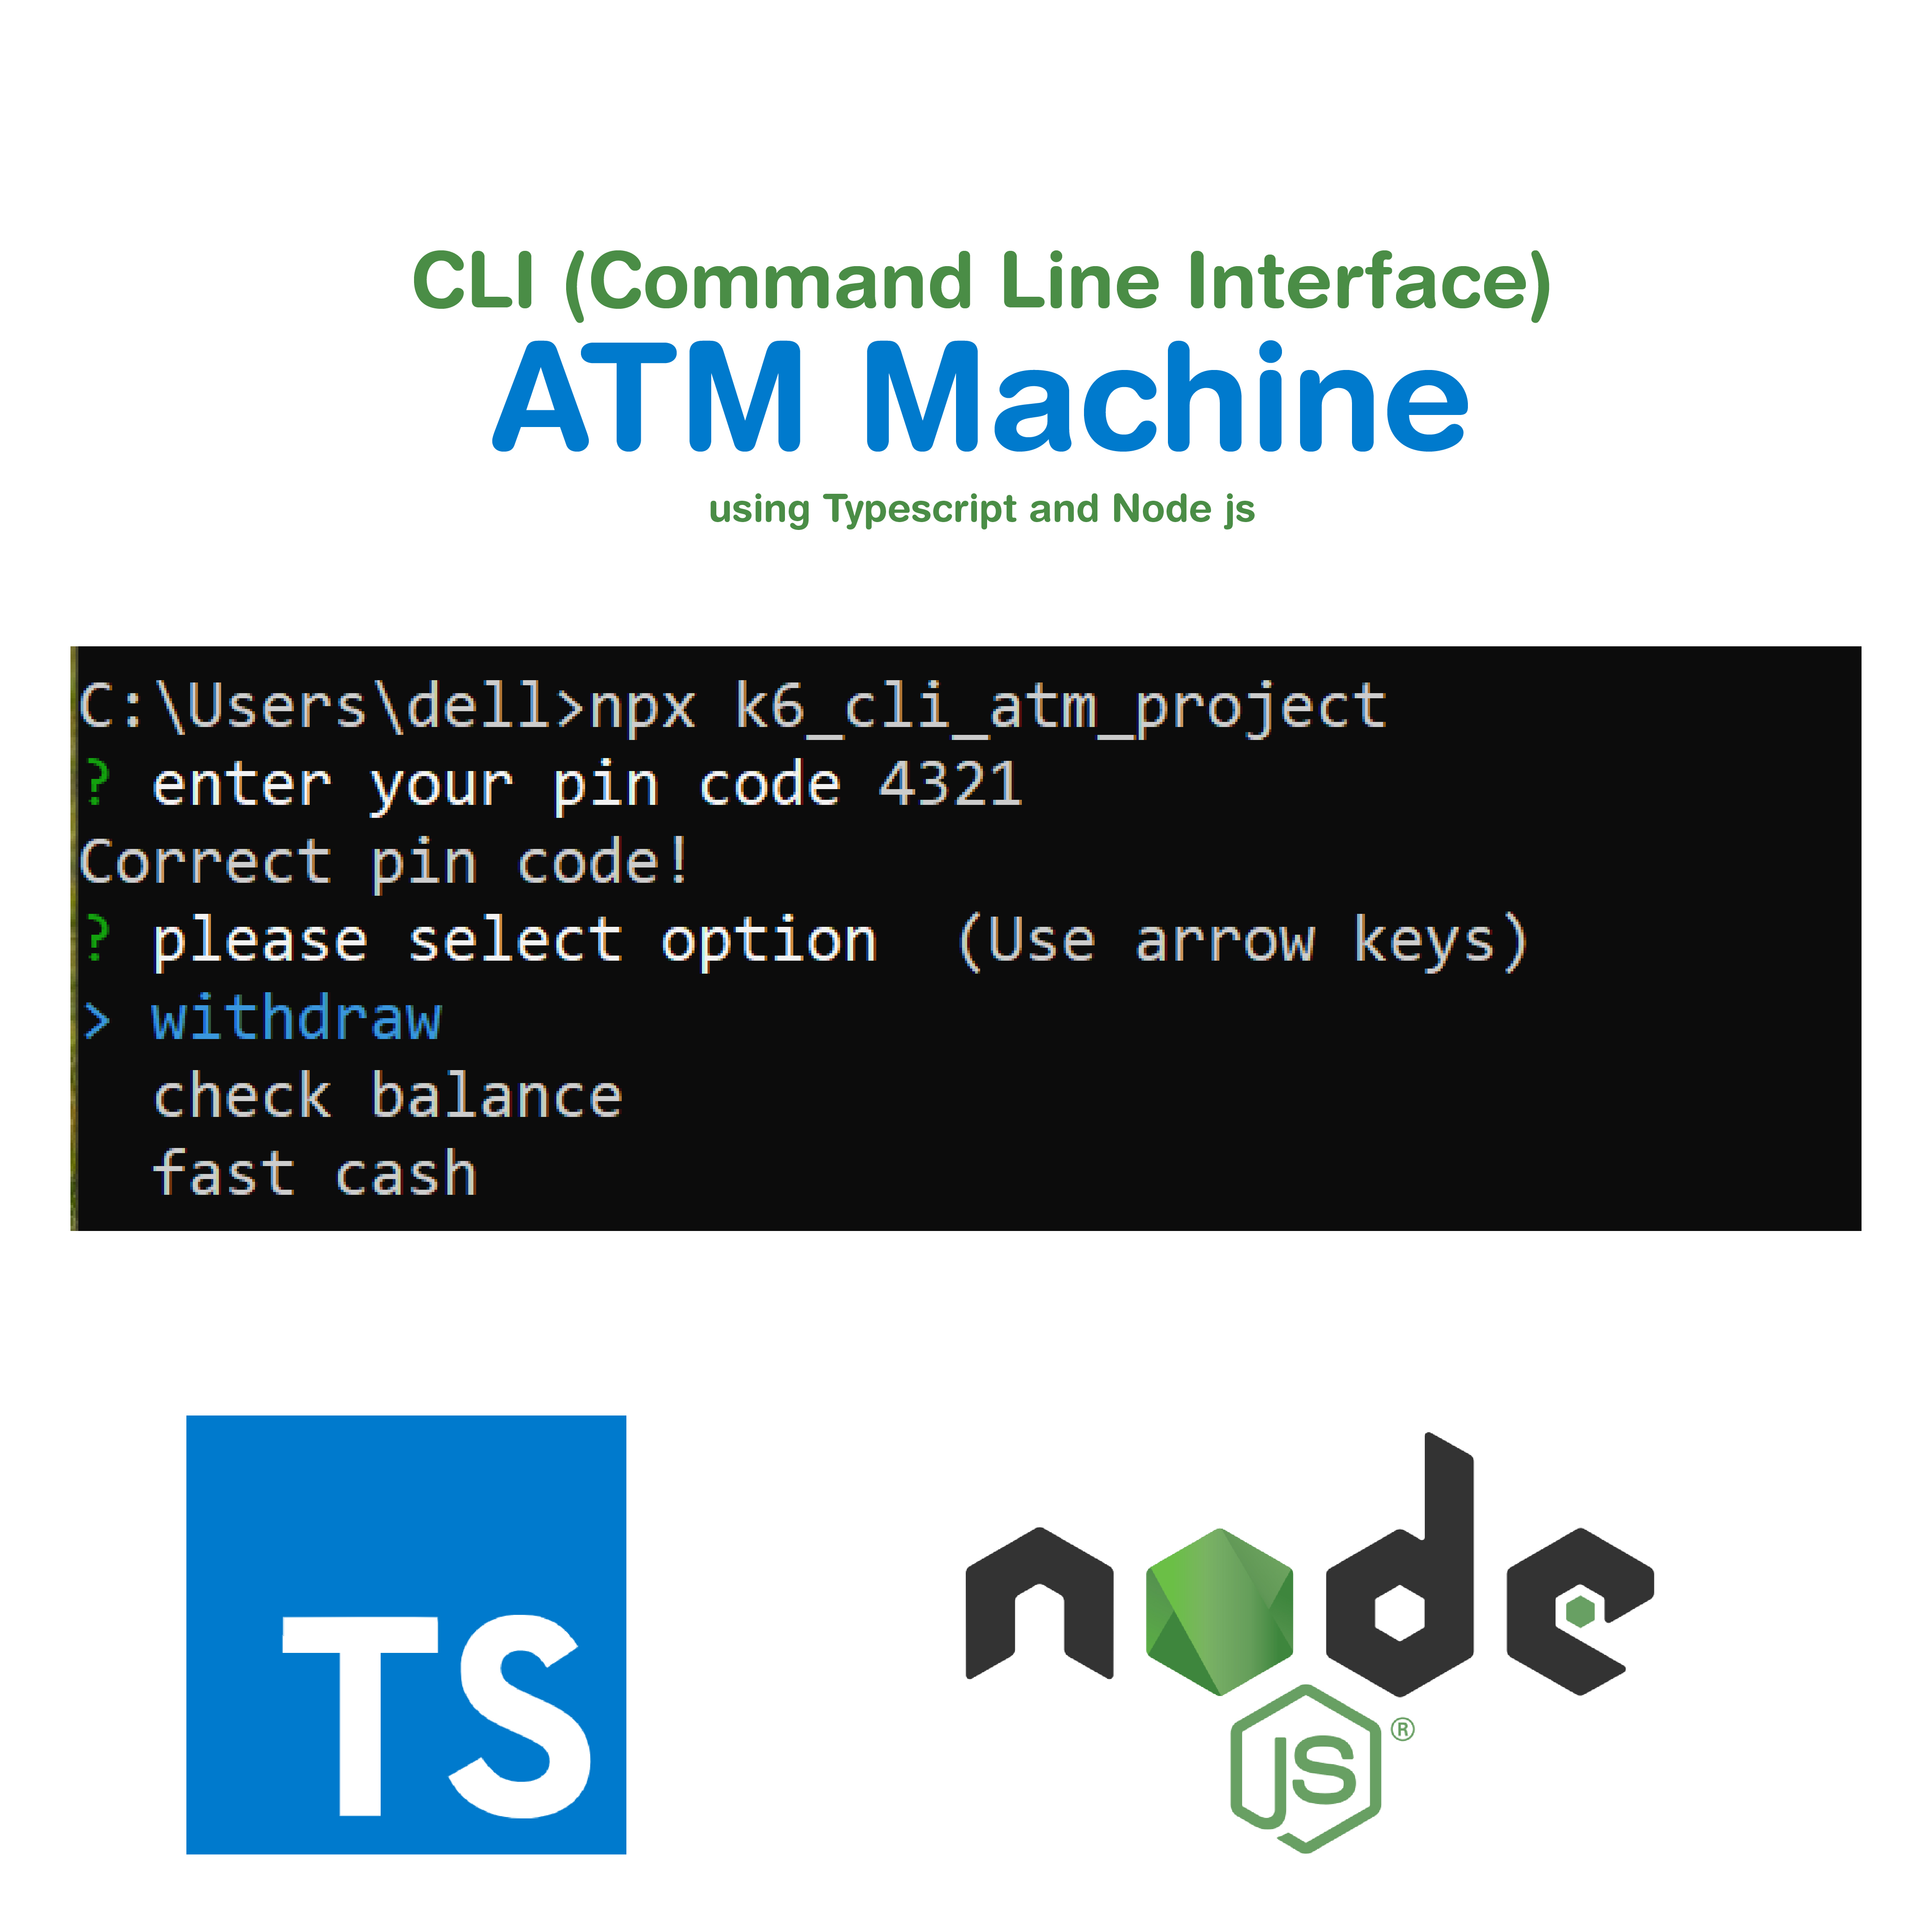 CLI (Command Line Interface)
ATM Machine
using Typescript and Node js
C:\Users\dell>npx k6_cli_atm_project
? enter your pin code 4321
Correct pin code!
? please select option  (Use arrow keys)
> withdraw
  check balance
  fast cash
TS
node
JS®